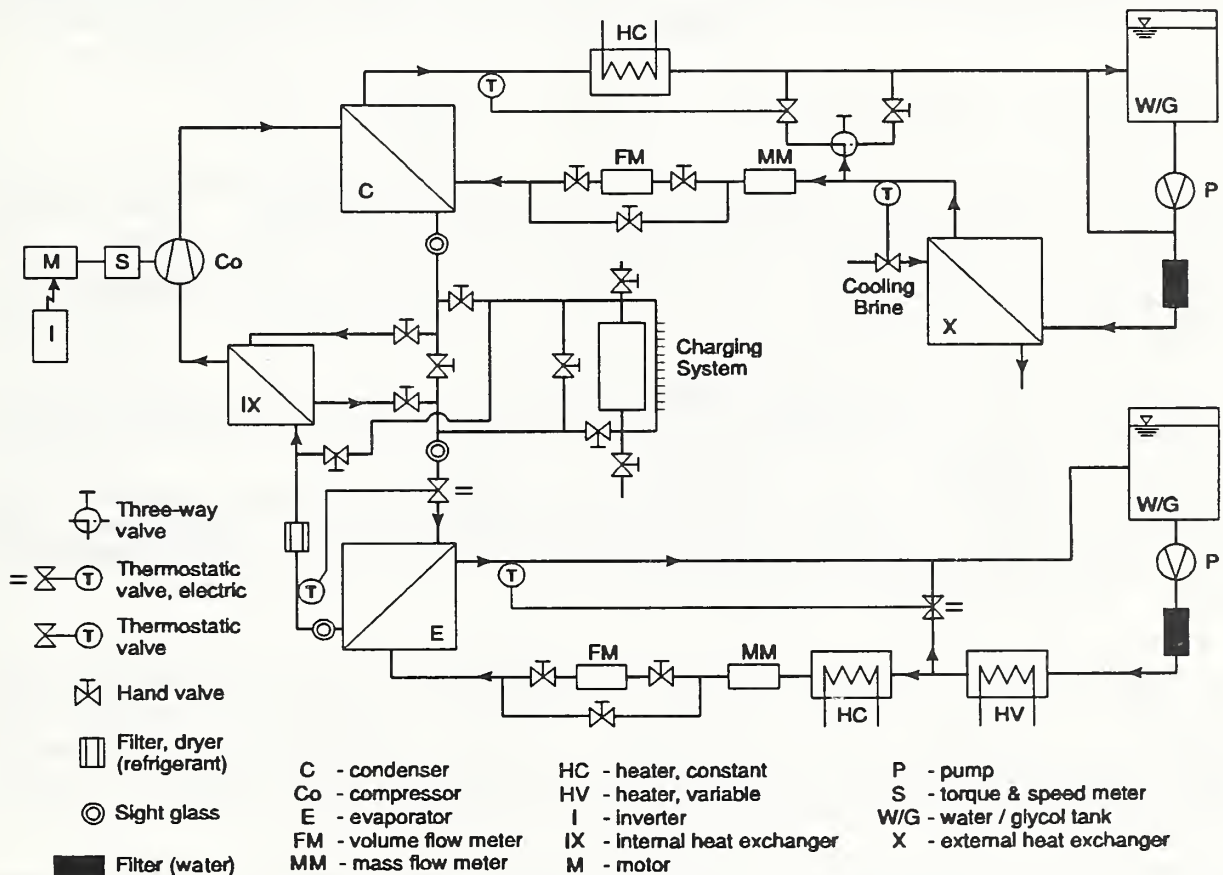 HC
T
W/G
C
FM
MM
P
T
M
S
Co
Cooling
Brine
X
I
Charging
System
IX
=
W/G
Three-way
valve
= T Thermostatic
valve, electric
T
E
T
=
P
T Thermostatic
valve
FM
MM
Hand valve
HC
HV
Filter, dryer
(refrigerant)
Sight glass
Filter (water)
C - condenser
Co - compressor
E - evaporator
FM - volume flow meter
MM - mass flow meter
HC - heater, constant
HV - heater, variable
I - inverter
IX - internal heat exchanger
M - motor
P - pump
S - torque & speed meter
W/G - water / glycol tank
X - external heat exchanger